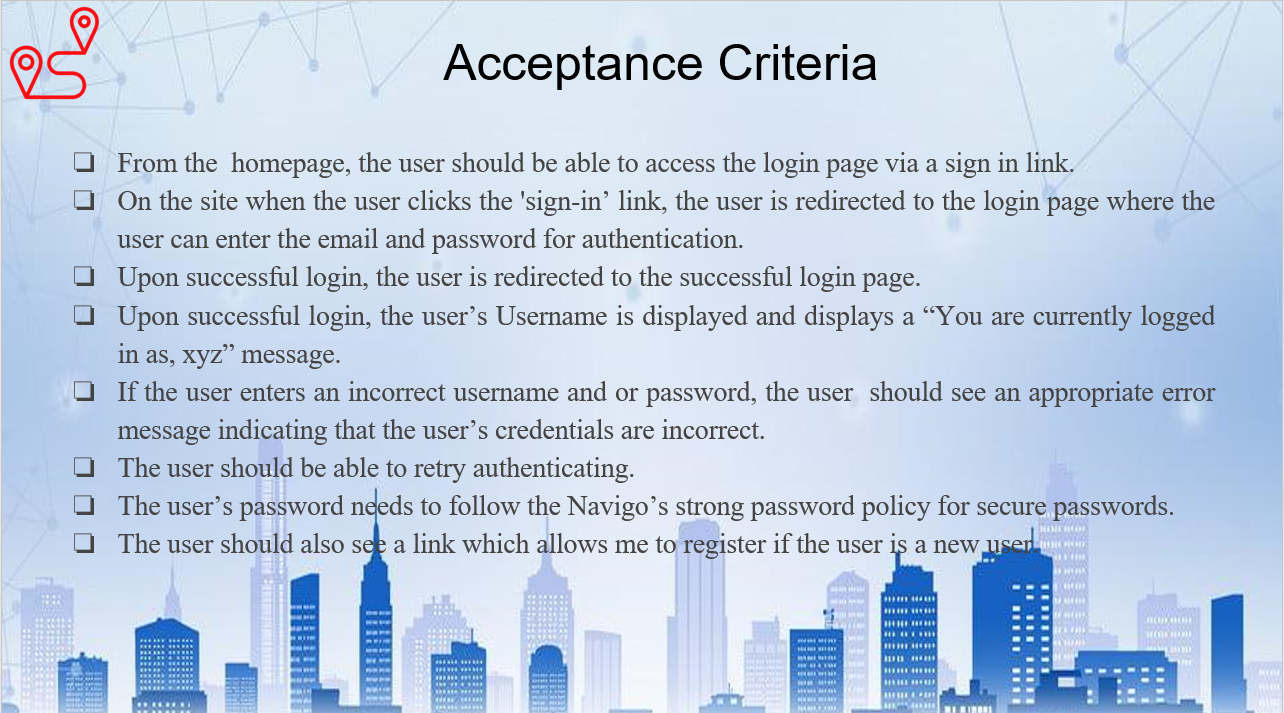 Acceptance Criteria
❏ From the  homepage, the user should be able to access the login page via a sign in link.
❏ On the site when the user clicks the 'sign-in’ link, the user is redirected to the login page where the
user can enter the email and password for authentication.
❏ Upon successful login, the user is redirected to the successful login page.
❏ Upon successful login, the user’s Username is displayed and displays a “You are currently logged
in as, xyz” message.
❏ If the user enters an incorrect username and or password, the user  should see an appropriate error
message indicating that the user’s credentials are incorrect.
❏ The user should be able to retry authenticating.
❏ The user’s password needs to follow the Navigo’s strong password policy for secure passwords.
❏ The user should also see a link which allows me to register if the user is a new user.